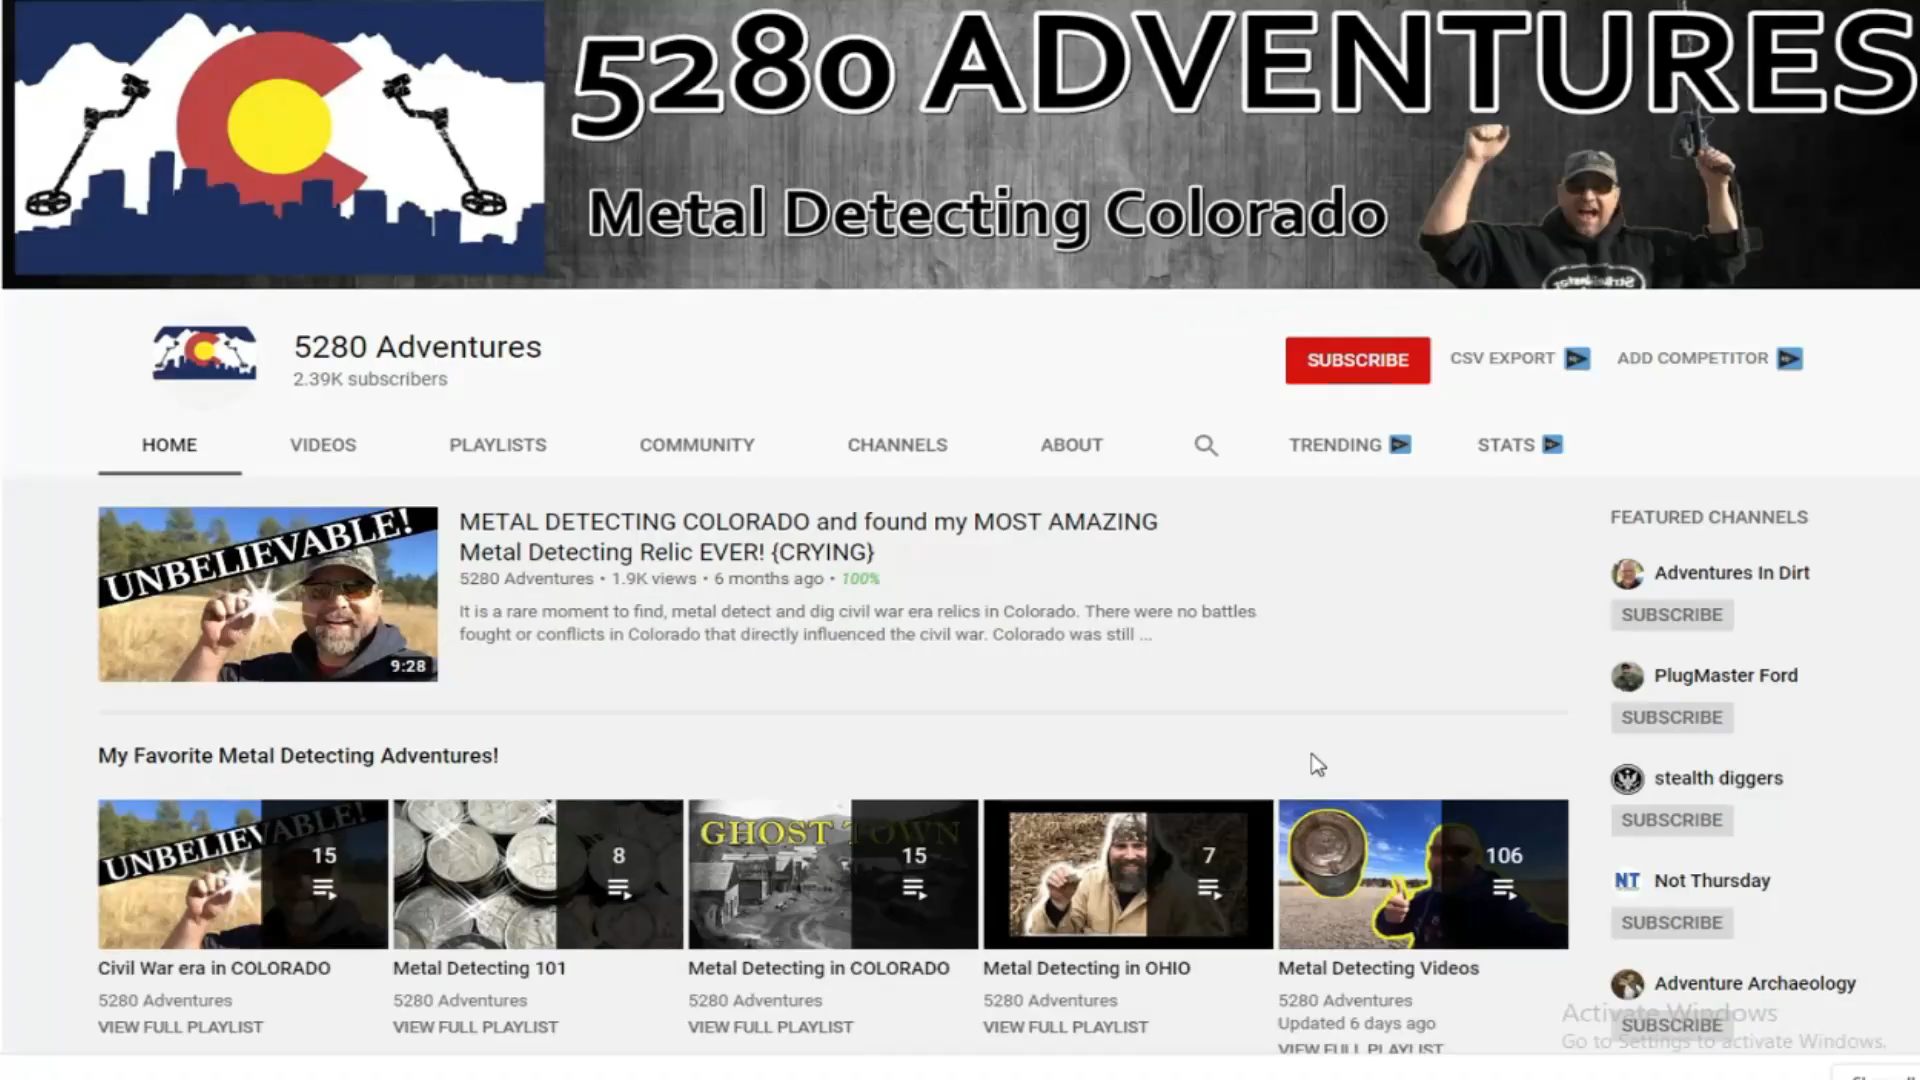 5280 ADVENTURES
Metal Detecting Colorado
5280 Adventures
2.39K subscribers
SUBSCRIBE
CSV EXPORT
ADD COMPETITOR
HOME
VIDEOS
PLAYLISTS
COMMUNITY
CHANNELS
ABOUT
TRENDING
STATS
UNBELIEVABLE!
9:28
METAL DETECTING COLORADO and found my MOST AMAZING
Metal Detecting Relic EVER! {CRYING}
5280 Adventures • 1.9K views • 6 months ago • 100%
It is a rare moment to find, metal detect and dig civil war era relics in Colorado. There were no battles
fought or conflicts in Colorado that directly influenced the civil war. Colorado was still ...
My Favorite Metal Detecting Adventures!
UNBELIEVABLE!
15
Civil War era in COLORADO
5280 Adventures
VIEW FULL PLAYLIST
8
Metal Detecting 101
5280 Adventures
VIEW FULL PLAYLIST
GHOST TOWN
15
Metal Detecting in COLORADO
5280 Adventures
VIEW FULL PLAYLIST
7
Metal Detecting in OHIO
5280 Adventures
VIEW FULL PLAYLIST
106
Metal Detecting Videos
5280 Adventures
Updated 6 days ago
VIEW FULL PLAYLIST
FEATURED CHANNELS
Adventures In Dirt
SUBSCRIBE
PlugMaster Ford
SUBSCRIBE
stealth diggers
SUBSCRIBE
NT
Not Thursday
SUBSCRIBE
Adventure Archaeology
SUBSCRIBE
Activate Windows
Go to Settings to activate Windows.